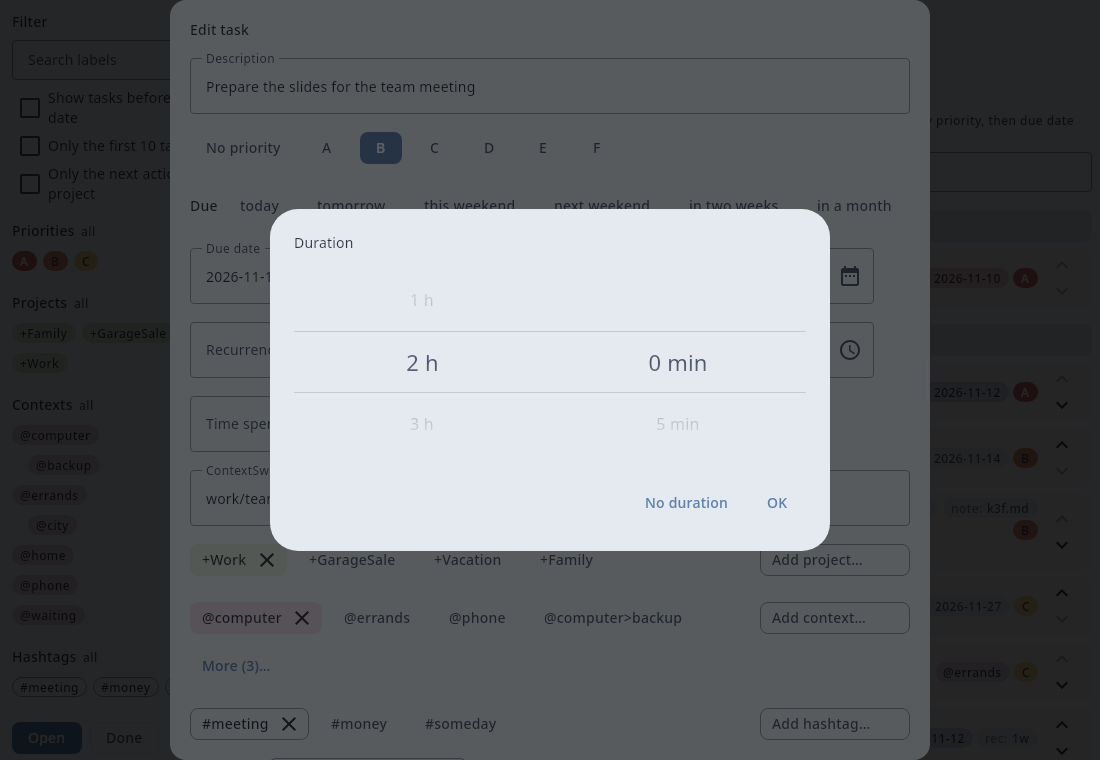 Filter
Search labels
Show tasks before
date
Only the first 10 ta
Only the next actio
project
Priorities all
A B C
Projects all
+Family +GarageSale
+Work
Contexts all
@computer
@backup
@errands
@city
@home
@phone
@waiting
Hashtags all
#meeting #money
Open Done
Edit task
Description
Prepare the slides for the team meeting
No priority A B C D E F
Due today tomorrow this weekend next weekend in two weeks in a month
Due date
2026-11-1
Recurrenc
Time spen
ContextSw
work/tear
+Work +GarageSale +Vacation +Family Add project...
@computer @errands @phone @computer>backup Add context...
More (3)...
#meeting #money #someday Add hashtag...
Duration
1 h
2 h 0 min
3 h 5 min
No duration OK
priority, then due date
2026-11-10 A
2026-11-12 A
2026-11-14 B
note: k3f.md
B
2026-11-27 C
@errands C
11-12 rec: 1w